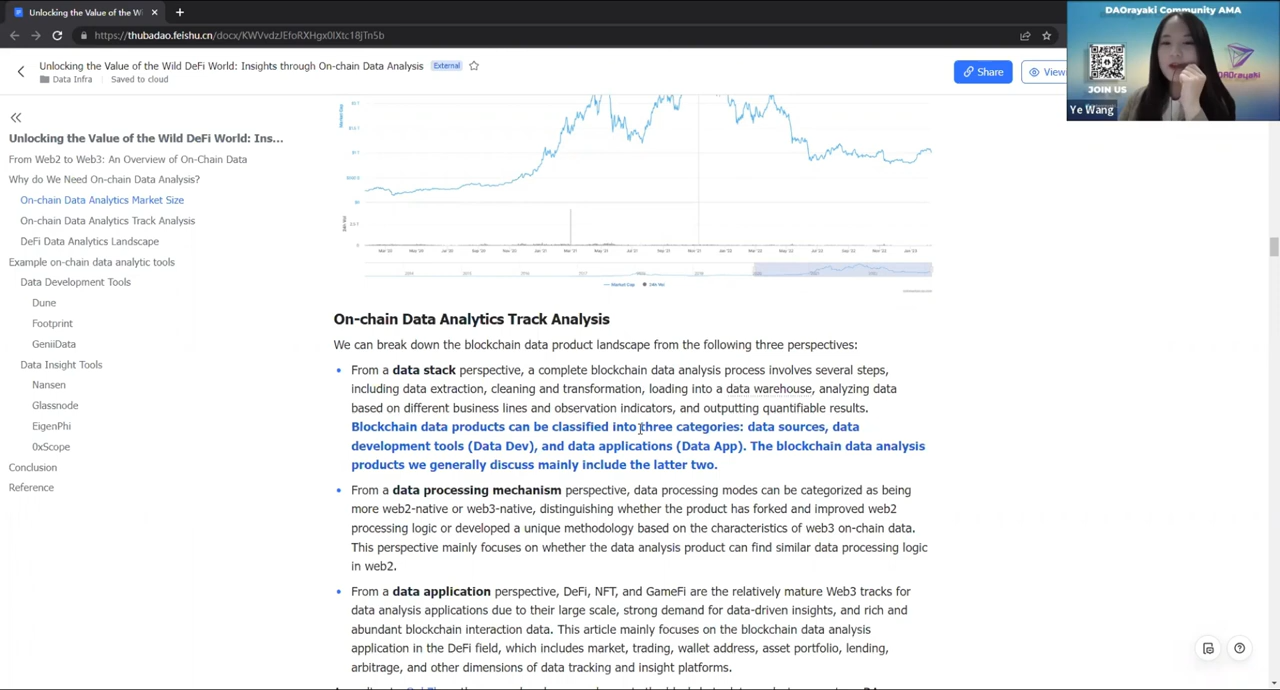 Unlocking the Value of the Wil
https://thubadao.feishu.cn/docx/KWVvdzJEfoRXHgx0lXtc18jTn5b
DAOrayaki Community AMA
JOIN US
DAOrayaki
Ye Wang
Unlocking the Value of the Wild DeFi World: Insights through On-chain Data Analysis
External
Data Infra
Saved to cloud
Share
View
Unlocking the Value of the Wild DeFi World: Ins...
From Web2 to Web3: An Overview of On-Chain Data
Why do We Need On-chain Data Analysis?
On-chain Data Analytics Market Size
On-chain Data Analytics Track Analysis
DeFi Data Analytics Landscape
Example on-chain data analytic tools
Data Development Tools
Dune
Footprint
GeniiData
Data Insight Tools
Nansen
Glassnode
EigenPhi
0xScope
Conclusion
Reference
Market Cap
24h Vol
Market Cap
24h Vol
On-chain Data Analytics Track Analysis
We can break down the blockchain data product landscape from the following three perspectives:
From a data stack perspective, a complete blockchain data analysis process involves several steps,
including data extraction, cleaning and transformation, loading into a data warehouse, analyzing data
based on different business lines and observation indicators, and outputting quantifiable results.
Blockchain data products can be classified into three categories: data sources, data
development tools (Data Dev), and data applications (Data App). The blockchain data analysis
products we generally discuss mainly include the latter two.
From a data processing mechanism perspective, data processing modes can be categorized as being
more web2-native or web3-native, distinguishing whether the product has forked and improved web2
processing logic or developed a unique methodology based on the characteristics of web3 on-chain data.
This perspective mainly focuses on whether the data analysis product can find similar data processing logic
in web2.
From a data application perspective, DeFi, NFT, and GameFi are the relatively mature Web3 tracks for
data analysis applications due to their large scale, strong demand for data-driven insights, and rich and
abundant blockchain interaction data. This article mainly focuses on the blockchain data analysis
application in the DeFi field, which includes market, trading, wallet address, asset portfolio, lending,
arbitrage, and other dimensions of data tracking and insight platforms.